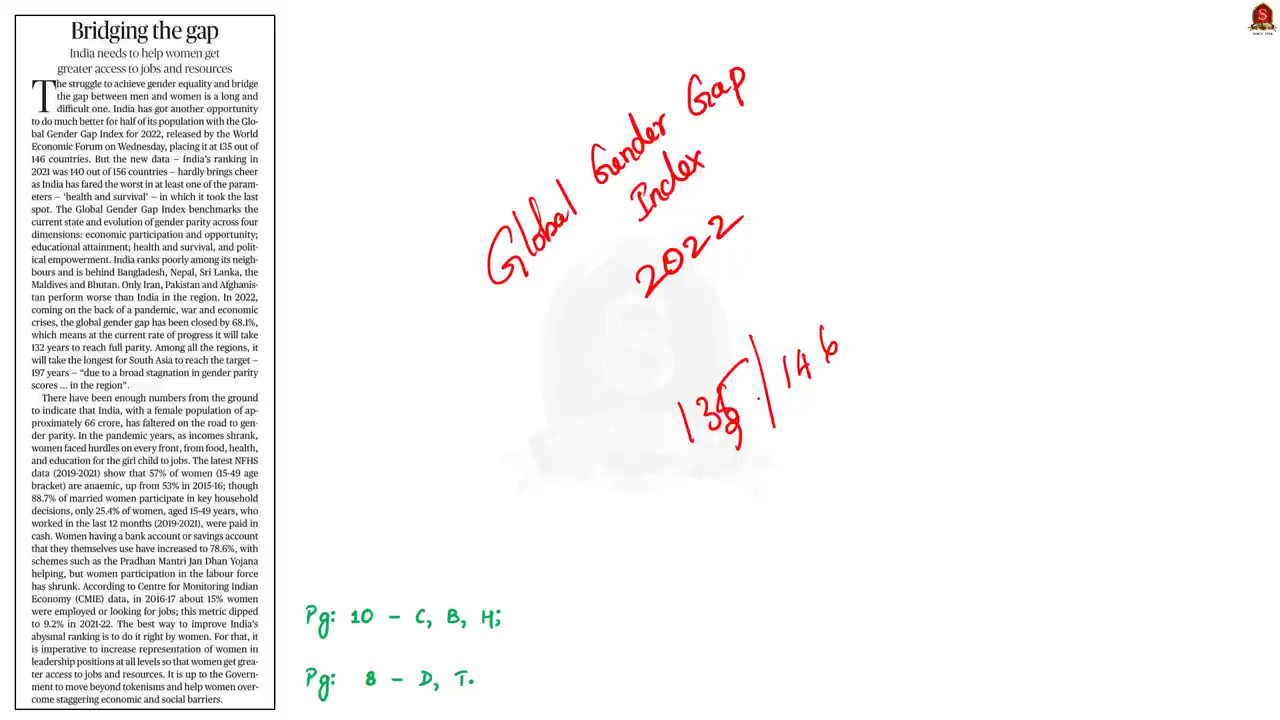 Bridging the gap
India needs to help women get
greater access to jobs and resources
The struggle to achieve gender equality and bridge
the gap between men and women is a long and
difficult one. India has got another opportunity
to do much better for half of its population with the Glo-
bal Gender Gap Index for 2022, released by the World
Economic Forum on Wednesday, placing it at 135 out of
146 countries. But the new data – India's ranking in
2021 was 140 out of 156 countries – hardly brings cheer
as India has fared the worst in at least one of the param-
eters – 'health and survival' – in which it took the last
spot. The Global Gender Gap Index benchmarks the
current state and evolution of gender parity across four
dimensions: economic participation and opportunity;
educational attainment; health and survival, and polit-
ical empowerment. India ranks poorly among its neigh-
bours and is behind Bangladesh, Nepal, Sri Lanka, the
Maldives and Bhutan. Only Iran, Pakistan and Afghanis-
tan perform worse than India in the region. In 2022,
coming on the back of a pandemic, war and economic
crises, the global gender gap has been closed by 68.1%,
which means at the current rate of progress it will take
132 years to reach full parity. Among all the regions, it
will take the longest for South Asia to reach the target –
197 years – "due to a broad stagnation in gender parity
scores ... in the region".
There have been enough numbers from the ground
to indicate that India, with a female population of ap-
proximately 66 crore, has faltered on the road to gen-
der parity. In the pandemic years, as incomes shrank,
women faced hurdles on every front, from food, health,
and education for the girl child to jobs. The latest NFHS
data (2019-2021) show that 57% of women (15-49 age
bracket) are anaemic, up from 53% in 2015-16; though
88.7% of married women participate in key household
decisions, only 25.4% of women, aged 15-49 years, who
worked in the last 12 months (2019-2021), were paid in
cash. Women having a bank account or savings account
that they themselves use have increased to 78.6%, with
schemes such as the Pradhan Mantri Jan Dhan Yojana
helping, but women participation in the labour force
has shrunk. According to Centre for Monitoring Indian
Economy (CMIE) data, in 2016-17 about 15% women
were employed or looking for jobs; this metric dipped
to 9.2% in 2021-22. The best way to improve India's
abysmal ranking is to do it right by women. For that, it
is imperative to increase representation of women in
leadership positions at all levels so that women get grea-
ter access to jobs and resources. It is up to the Govern-
ment to move beyond tokenisms and help women over-
come staggering economic and social barriers.
Global Gender Gap
Index
2022
135/146
Pg: 10 – C, B, H;
Pg: 8 – D, T.